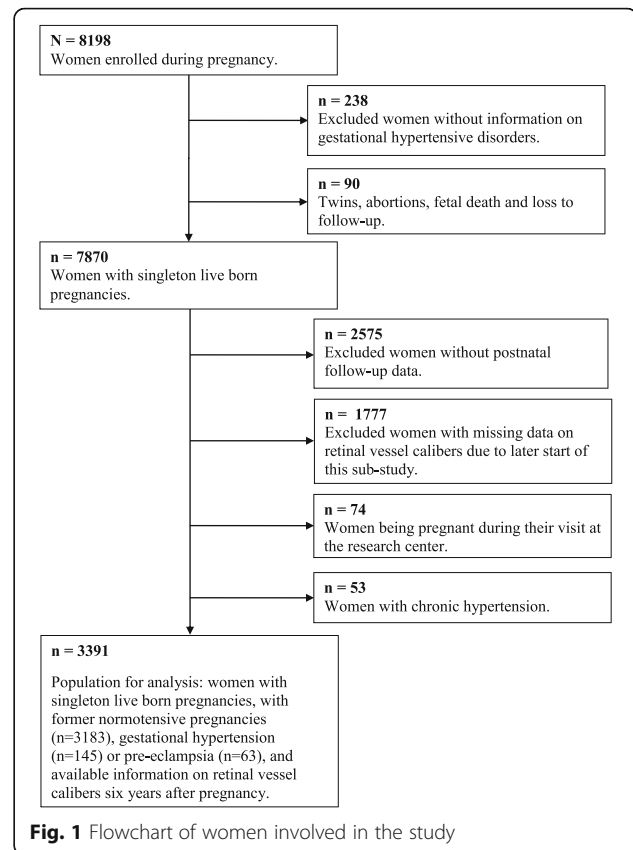 N = 8198
Women enrolled during pregnancy.
n = 238
Excluded women without information on
gestational hypertensive disorders.
n = 90
Twins, abortions, fetal death and loss to
follow-up.
n = 7870
Women with singleton live born
pregnancies.
n = 2575
Excluded women without postnatal
follow-up data.
n = 1777
Excluded women with missing data on
retinal vessel calibers due to later start of
this sub-study.
n = 74
Women being pregnant during their visit at
the research center.
n = 53
Women with chronic hypertension.
n = 3391
Population for analysis: women with
singleton live born pregnancies, with
former normotensive pregnancies
(n=3183), gestational hypertension
(n=145) or pre-eclampsia (n=63), and
available information on retinal vessel
calibers six years after pregnancy.
Fig. 1 Flowchart of women involved in the study